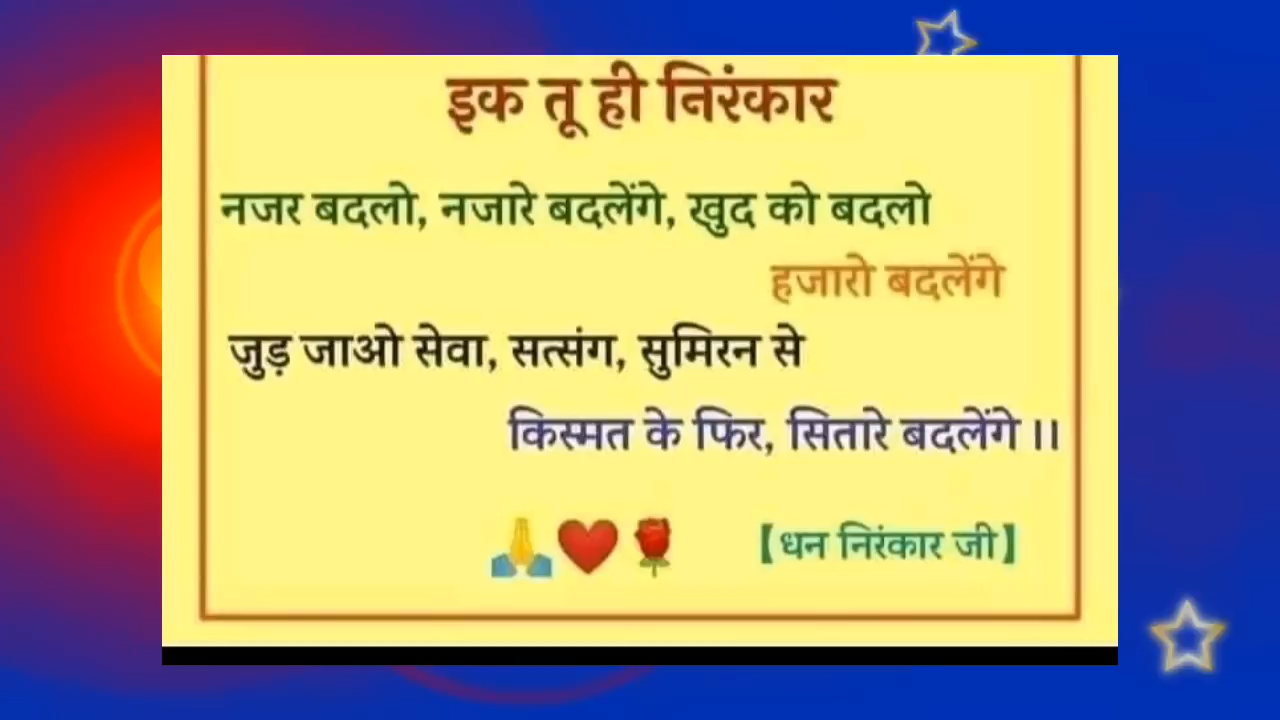 इक तू ही निरंकार
नजर बदलो, नजारे बदलेंगे, खुद को बदलो
हजारो बदलेंगे
जुड़ जाओ सेवा, सत्संग, सुमिरन से
किस्मत के फिर, सितारे बदलेंगे ।।
🙏❤️🌹 【धन निरंकार जी】